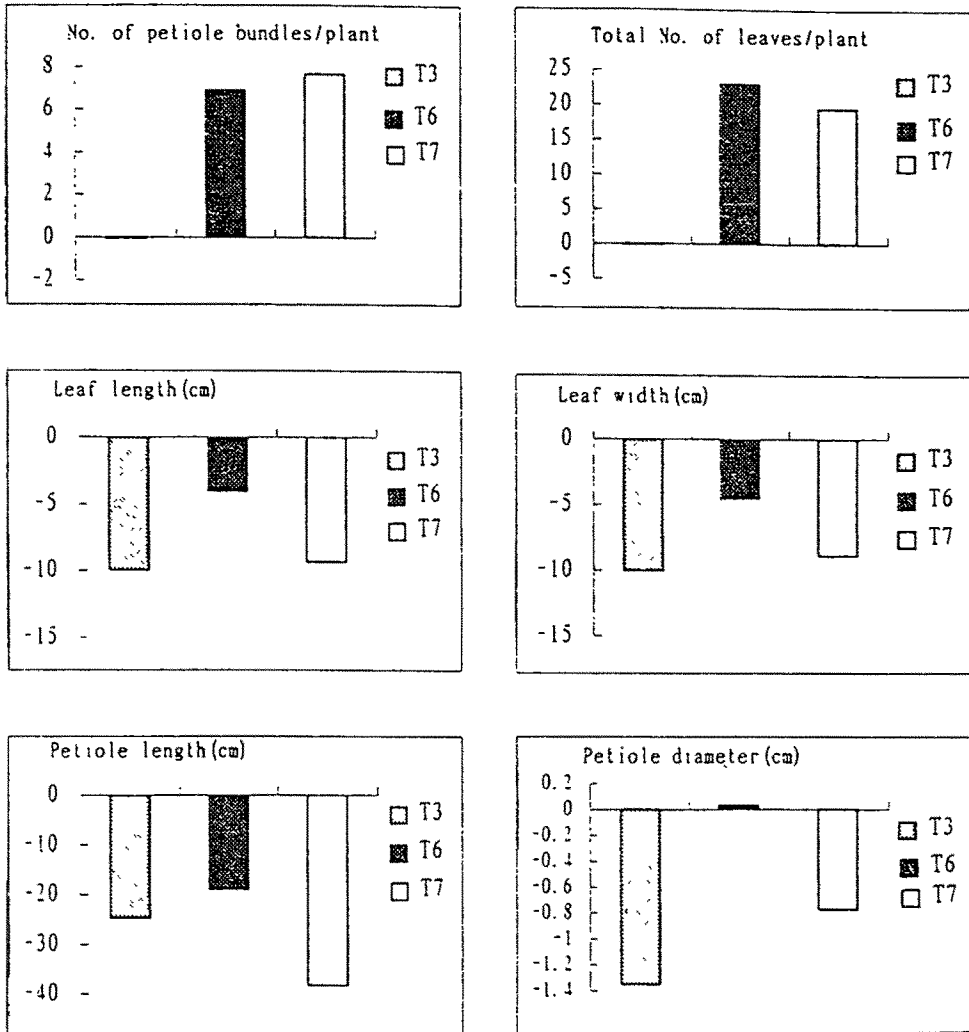 No. of petiole bundles/plant
8
6
4
2
0
-2
T3
T6
T7
Total No. of leaves/plant
25
20
15
10
5
0
-5
T3
T6
T7
Leaf length(cm)
0
-5
-10
-15
T3
T6
T7
Leaf width(cm)
0
-5
-10
-15
T3
T6
T7
Petiole length(cm)
0
-10
-20
-30
-40
T3
T6
T7
Petiole diameter(cm)
0.2
0
-0.2
-0.4
-0.6
-0.8
-1
-1.2
-1.4
T3
T6
T7